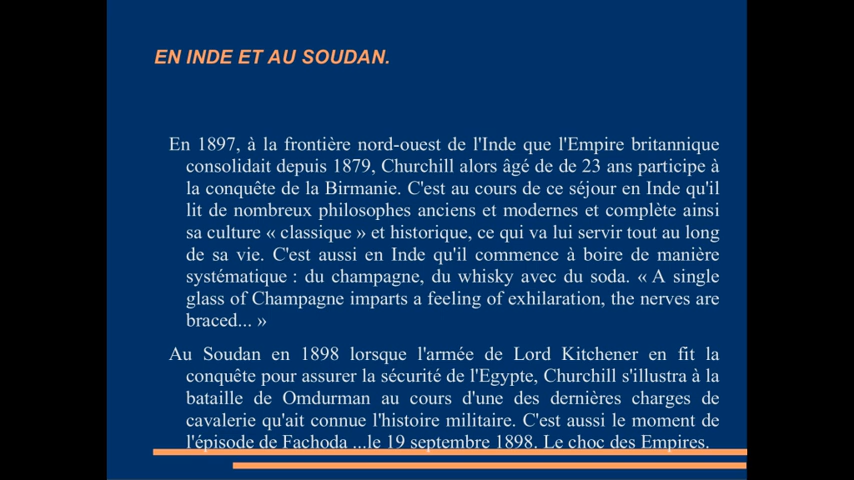 EN INDE ET AU SOUDAN.
En 1897, à la frontière nord-ouest de l'Inde que l'Empire britannique
consolidait depuis 1879, Churchill alors âgé de de 23 ans participe à
la conquête de la Birmanie. C'est au cours de ce séjour en Inde qu'il
lit de nombreux philosophes anciens et modernes et complète ainsi
sa culture « classique » et historique, ce qui va lui servir tout au long
de sa vie. C'est aussi en Inde qu'il commence à boire de manière
systématique : du champagne, du whisky avec du soda. « A single
glass of Champagne imparts a feeling of exhilaration, the nerves are
braced... »
Au Soudan en 1898 lorsque l'armée de Lord Kitchener en fit la
conquête pour assurer la sécurité de l'Egypte, Churchill s'illustra à la
bataille de Omdurman au cours d'une des dernières charges de
cavalerie qu'ait connue l'histoire militaire. C'est aussi le moment de
l'épisode de Fachoda ...le 19 septembre 1898. Le choc des Empires.